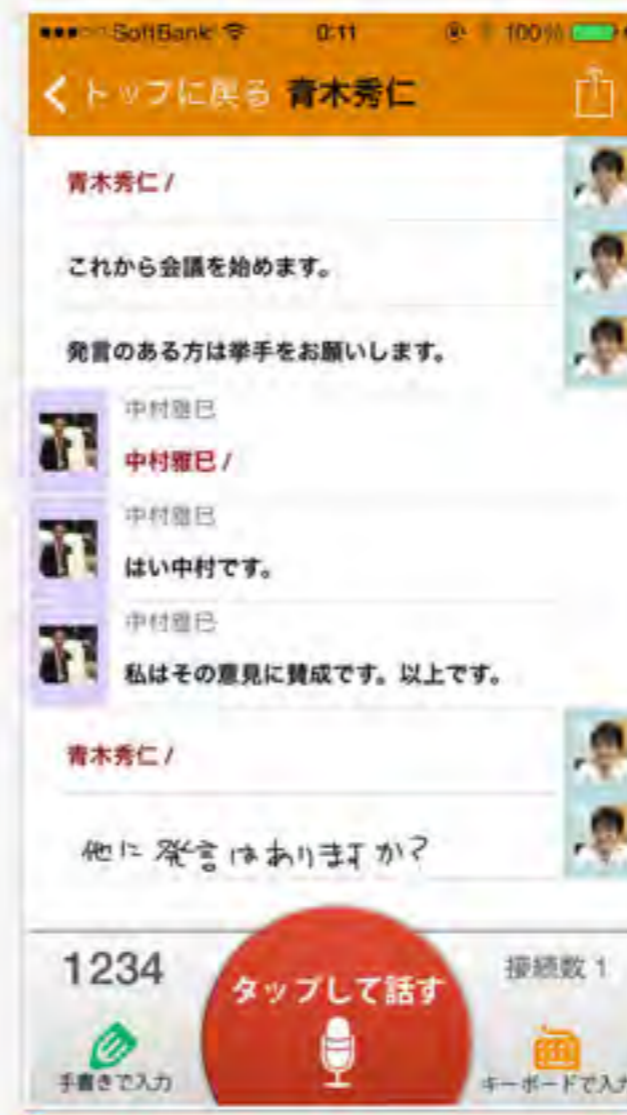 SoftBank 0:11 100%
トップに戻る 青木秀仁
青木秀仁 /
これから会議を始めます。
発言のある方は挙手をお願いします。
中村雅巳
中村雅巳 /
中村雅巳
はい中村です。
中村雅巳
私はその意見に賛成です。以上です。
青木秀仁 /
他に発言はありますか?
1234
タップして話す
接続数 1
手書きで入力
キーボードで入力